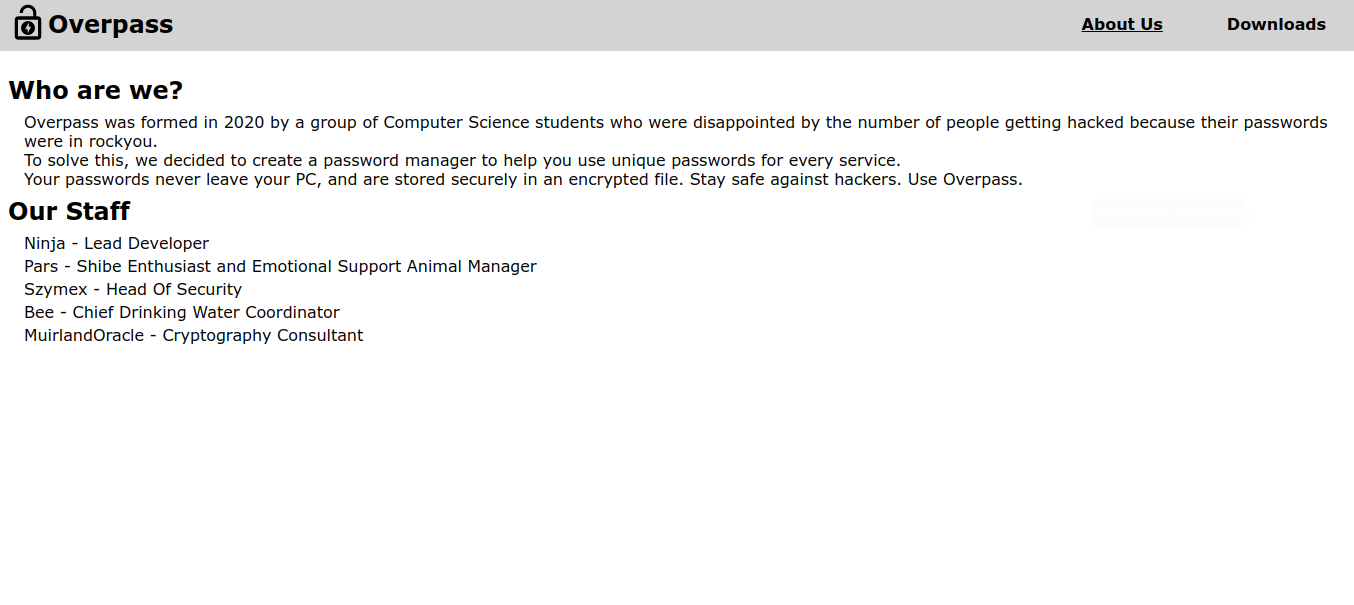 Overpass
About Us
Downloads
Who are we?
Overpass was formed in 2020 by a group of Computer Science students who were disappointed by the number of people getting hacked because their passwords
were in rockyou.
To solve this, we decided to create a password manager to help you use unique passwords for every service.
Your passwords never leave your PC, and are stored securely in an encrypted file. Stay safe against hackers. Use Overpass.
Our Staff
Ninja - Lead Developer
Pars - Shibe Enthusiast and Emotional Support Animal Manager
Szymex - Head Of Security
Bee - Chief Drinking Water Coordinator
MuirlandOracle - Cryptography Consultant